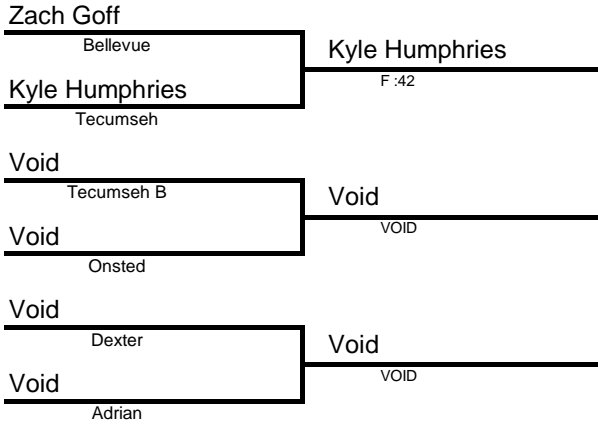 Zach Goff
Bellevue
Kyle Humphries
F :42
Kyle Humphries
Tecumseh
Void
Tecumseh B
Void
VOID
Void
Onsted
Void
Dexter
Void
VOID
Void
Adrian